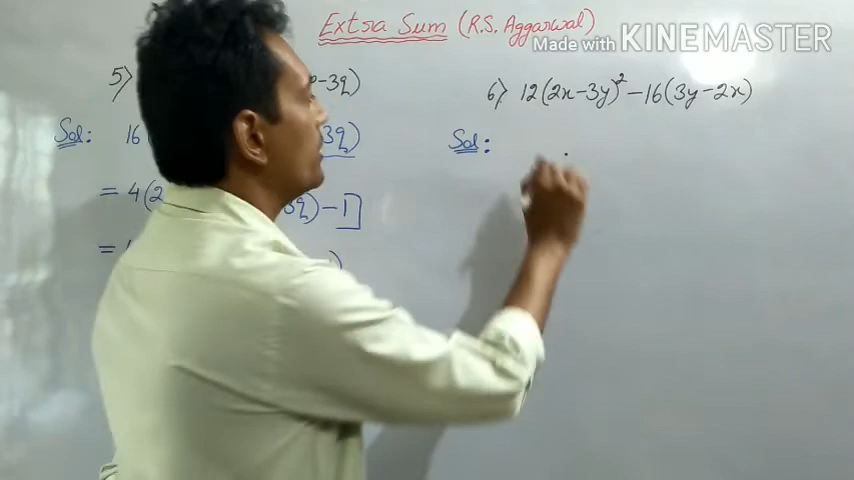 Extra Sum (R.S. Aggarwal)
Made with KINEMASTER
5) -3q)
Sol: 16 3q)
= 4(2 3q) - 1]
=
6) 12(2x-3y)² - 16(3y-2x)
Sol: